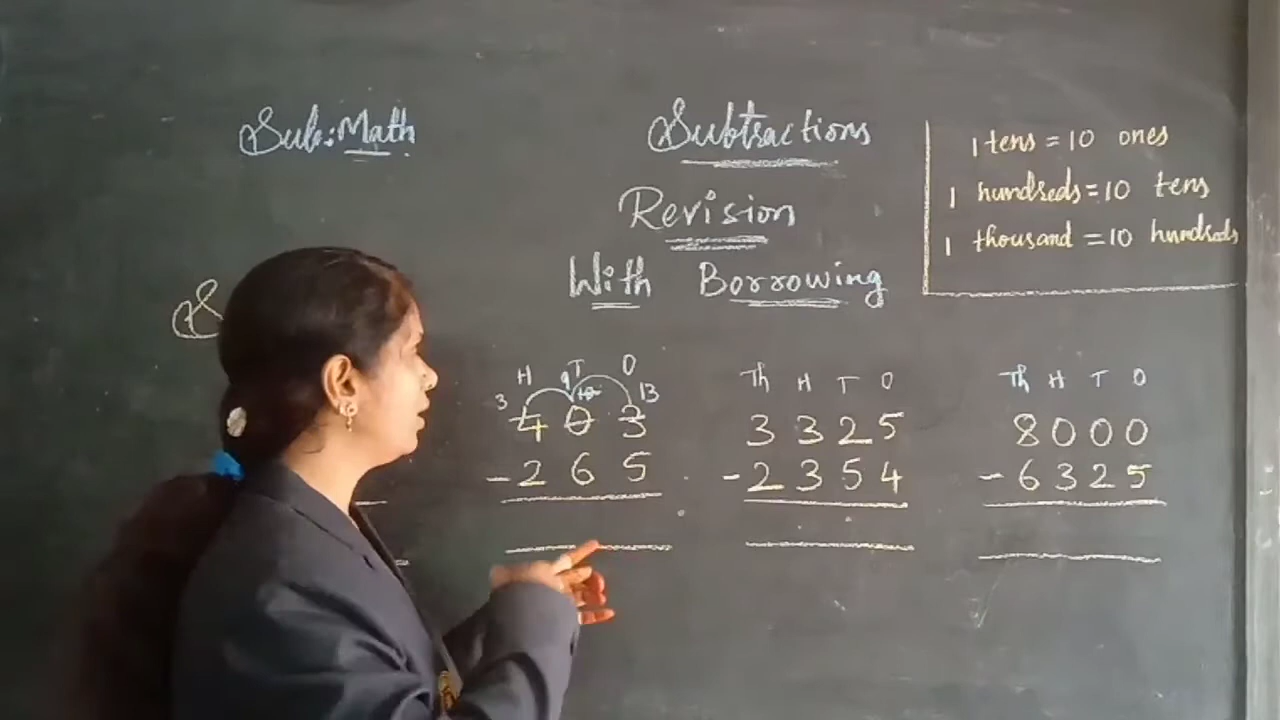 Sub: Math
Subtractions
Revision
With Borrowing
1 tens = 10 ones
1 hundreds = 10 tens
1 thousand = 10 hundreds
S
H T O
3 9 10 13
4 0 3
- 2 6 5
Th H T O
3 3 2 5
- 2 3 5 4
Th H T O
8 0 0 0
- 6 3 2 5